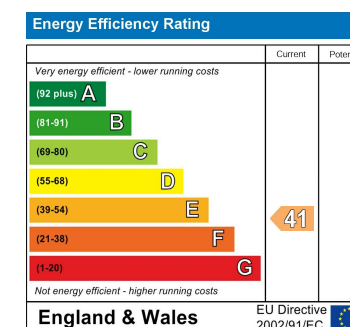 Energy Efficiency Rating
Current
Very energy efficient - lower running costs
(92 plus) A
(81-91) B
(69-80) C
(55-68) D
(39-54) E
41
(21-38) F
(1-20) G
Not energy efficient - higher running costs
England & Wales
EU Directive
2002/91/EC